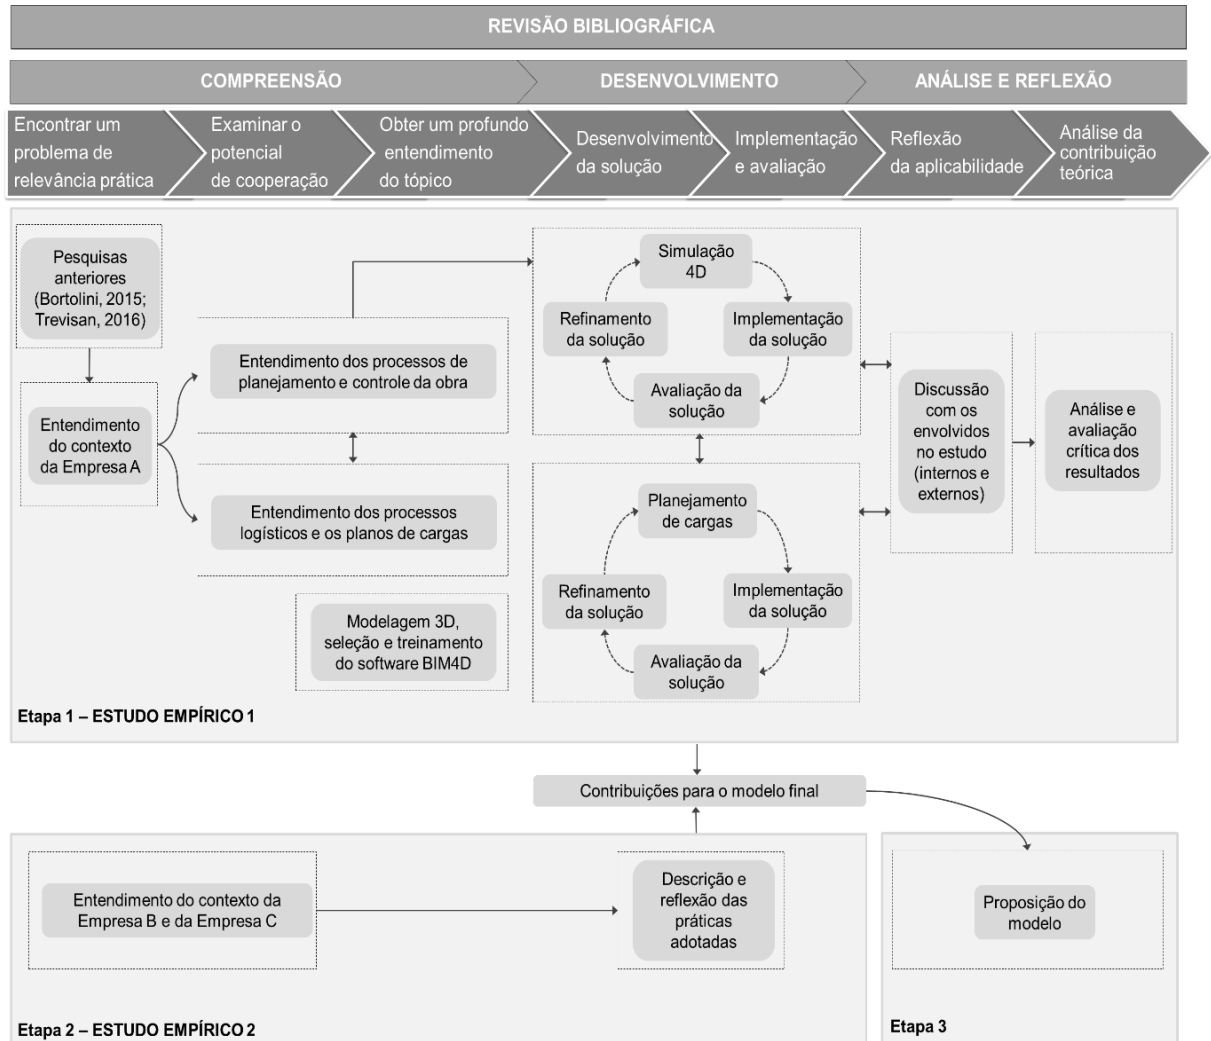 REVISÃO BIBLIOGRÁFICA
COMPREENSÃO
DESENVOLVIMENTO
ANÁLISE E REFLEXÃO
Encontrar um
problema de
relevância prática
Examinar o
potencial
de cooperação
Obter um profundo
entendimento
do tópico
Desenvolvimento
da solução
Implementação
e avaliação
Reflexão
da aplicabilidade
Análise da
contribuição
teórica
Pesquisas
anteriores
(Bortolini, 2015;
Trevisan, 2016)
Entendimento
do contexto
da Empresa A
Entendimento dos processos de
planejamento e controle da obra
Entendimento dos processos
logísticos e os planos de cargas
Modelagem 3D,
seleção e treinamento
do software BIM4D
Simulação
4D
Refinamento
da solução
Implementação
da solução
Avaliação da
solução
Planejamento
de cargas
Refinamento
da solução
Implementação
da solução
Avaliação da
solução
Discussão
com os
envolvidos
no estudo
(internos e
externos)
Análise e
avaliação
crítica dos
resultados
Etapa 1 – ESTUDO EMPÍRICO 1
Contribuições para o modelo final
Entendimento do contexto da
Empresa B e da Empresa C
Descrição e
reflexão das
práticas
adotadas
Proposição do
modelo
Etapa 2 – ESTUDO EMPÍRICO 2
Etapa 3